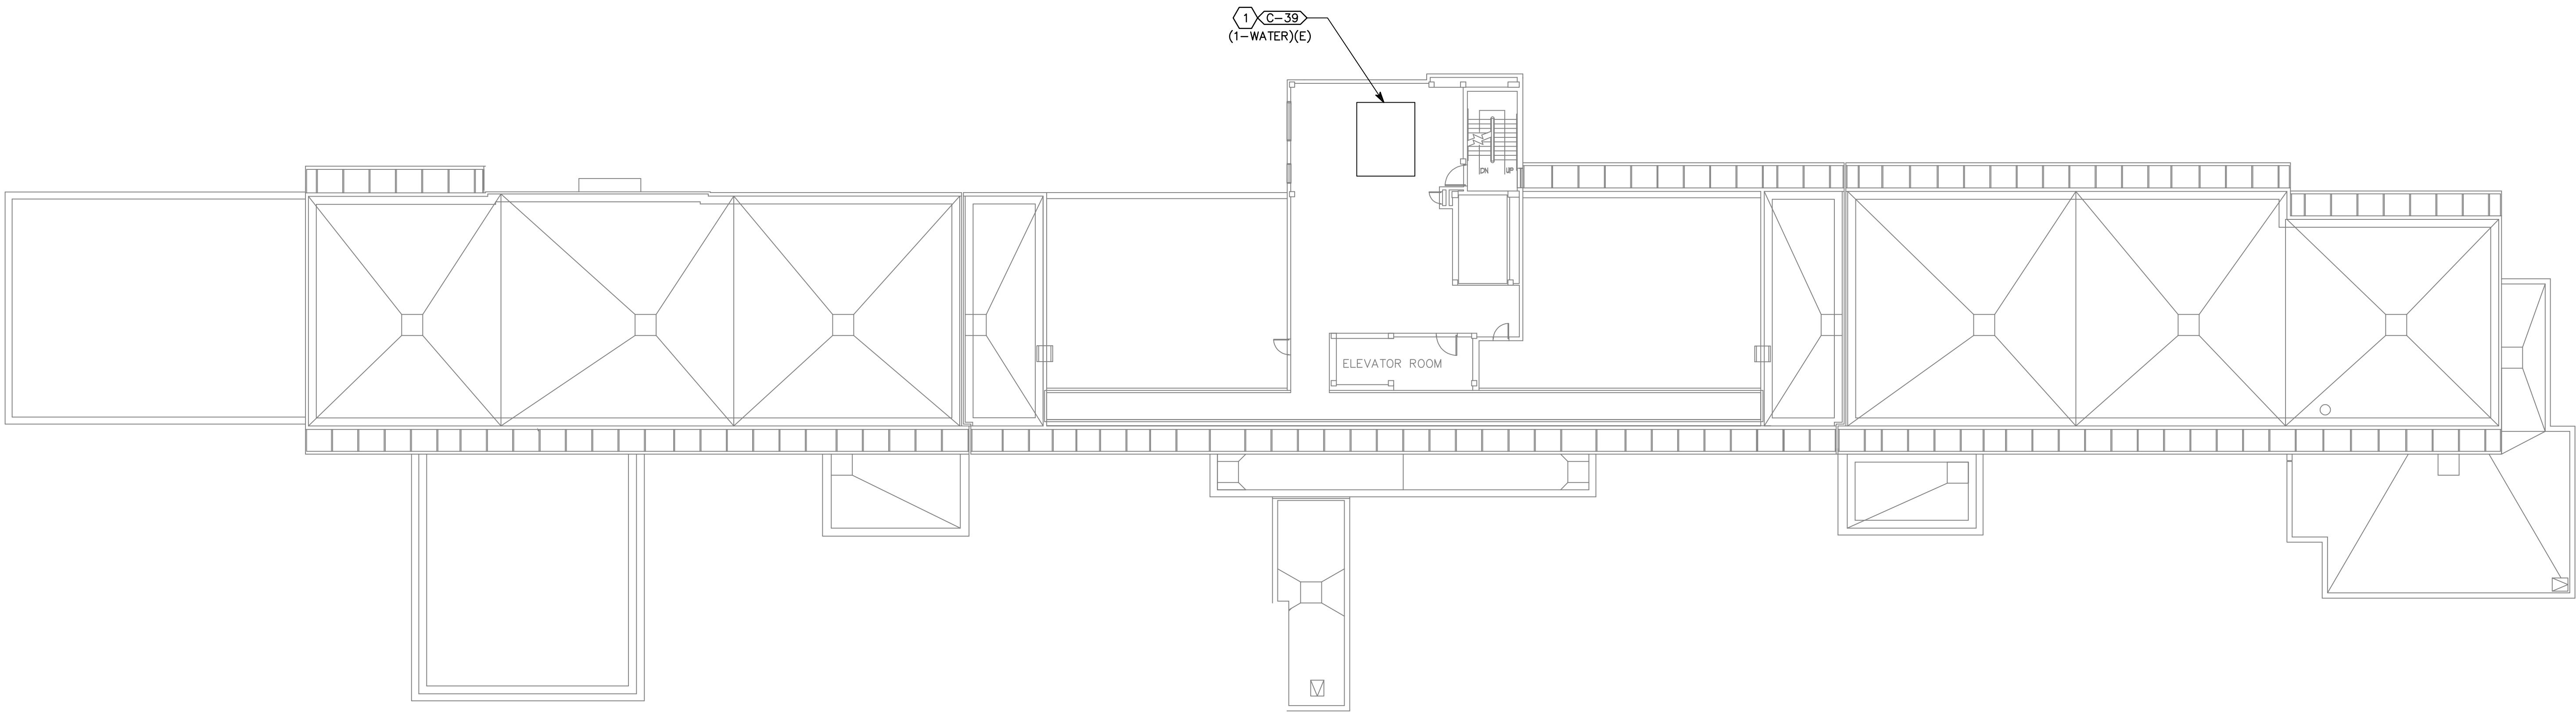 1 C-39
(1-WATER)(E)
DN UP
ELEVATOR ROOM